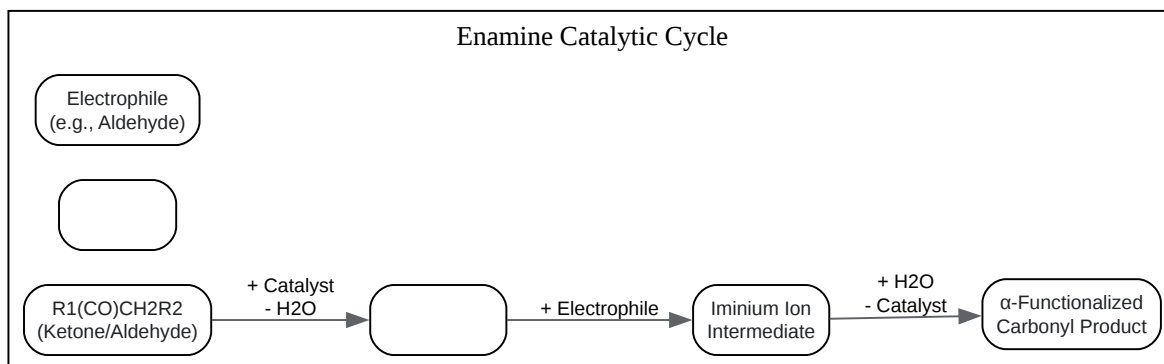 Enamine Catalytic Cycle
Electrophile
(e.g., Aldehyde)
R1(CO)CH2R2
(Ketone/Aldehyde)
+ Catalyst
- H2O
+ Electrophile
Iminium Ion
Intermediate
+ H2O
- Catalyst
α-Functionalized
Carbonyl Product